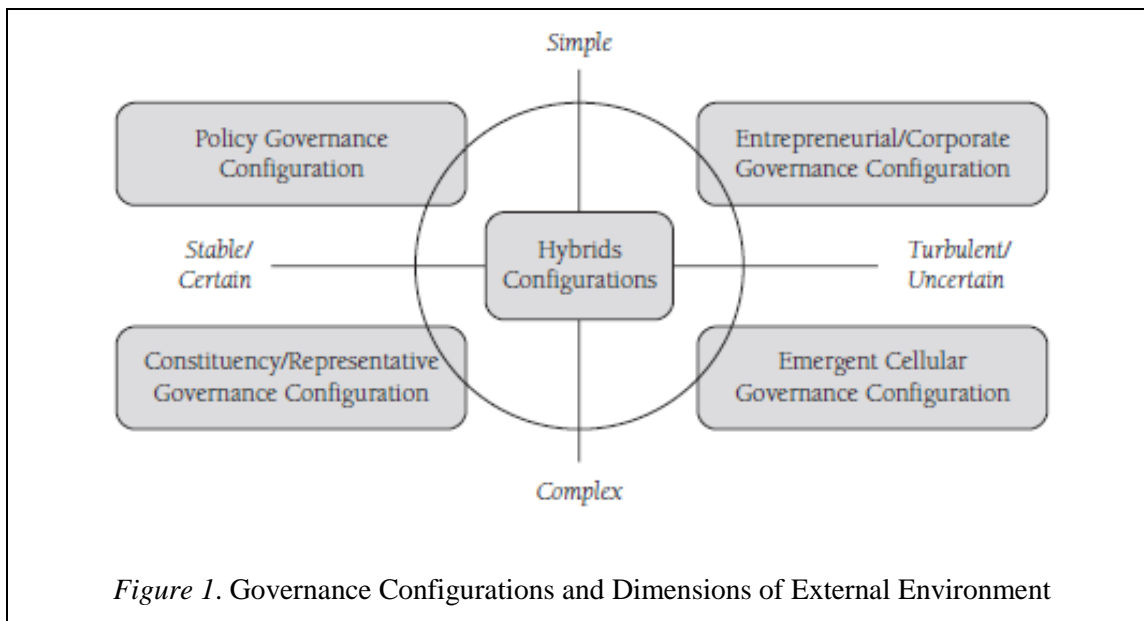 Simple
Policy Governance
Configuration
Entrepreneurial/Corporate
Governance Configuration
Stable/
Certain
Hybrids
Configurations
Turbulent/
Uncertain
Constituency/Representative
Governance Configuration
Emergent Cellular
Governance Configuration
Complex
Figure 1. Governance Configurations and Dimensions of External Environment